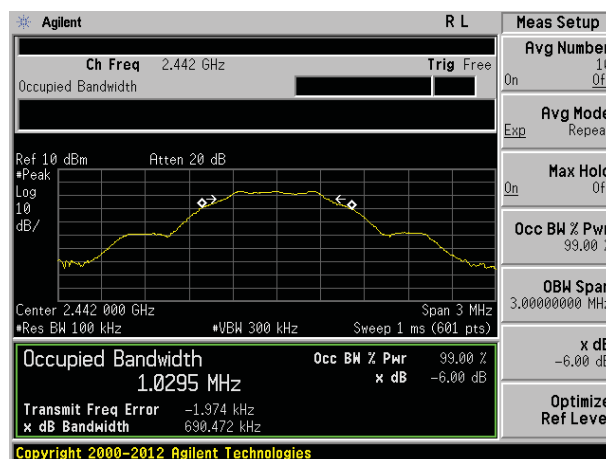 Agilent R L Meas Setup
Ch Freq 2.442 GHz Trig Free
Occupied Bandwidth
Avg Number
On
Avg Mode
Exp
Max Hold
On
Occ BW % Pwr
99.00 %
OBW Span
3.00000000 MHz
x dB
-6.00 dB
Optimize
Ref Level
Ref 10 dBm Atten 20 dB
#Peak
Log
10
dB/
Center 2.442 000 GHz Span 3 MHz
#Res BW 100 kHz #VBW 300 kHz Sweep 1 ms (601 pts)
Occupied Bandwidth Occ BW % Pwr 99.00 %
1.0295 MHz x dB -6.00 dB
Transmit Freq Error -1.974 kHz
x dB Bandwidth 690.472 kHz
Copyright 2000-2012 Agilent Technologies